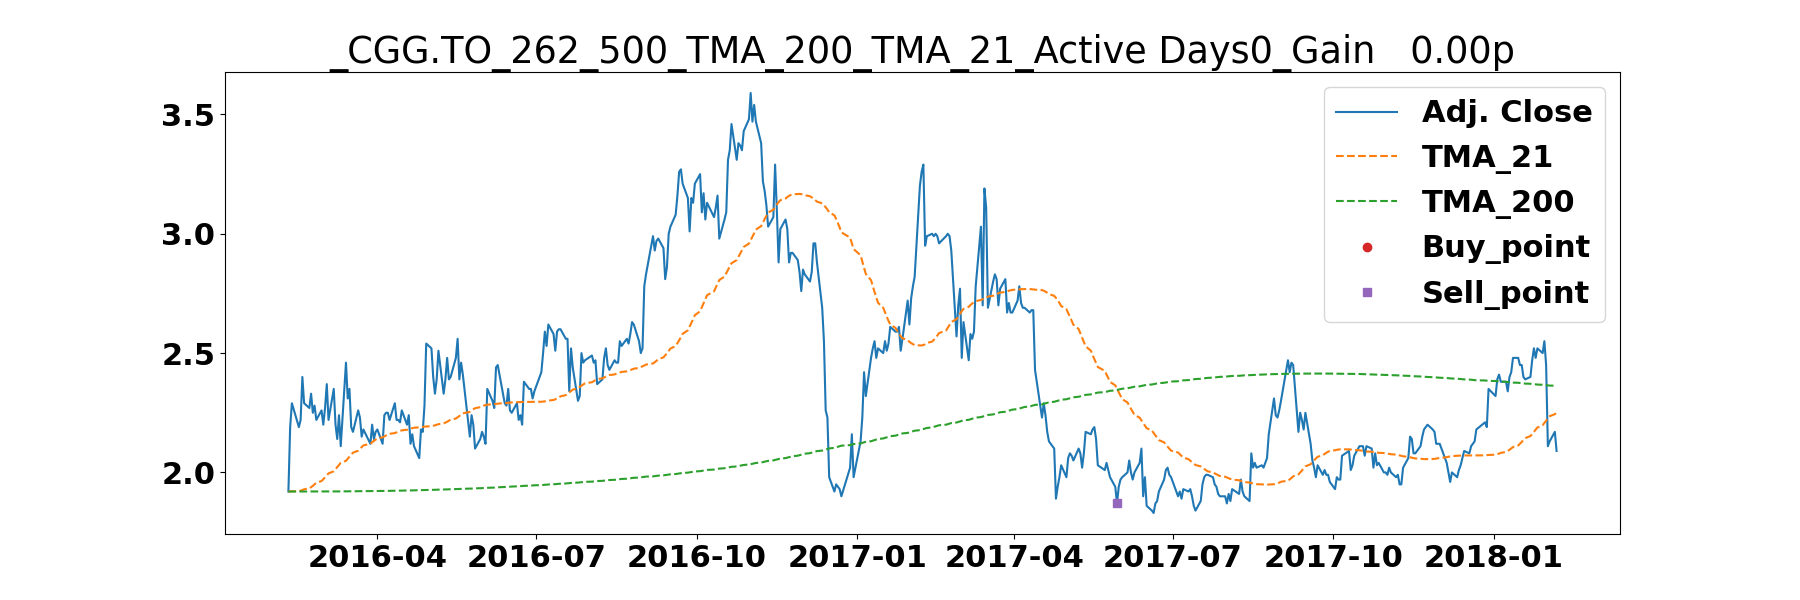 _CGG.TO_262_500_TMA_200_TMA_21_Active Days0_Gain   0.00p
3.5
3.0
2.5
2.0
Adj. Close
TMA_21
TMA_200
Buy_point
Sell_point
2016-04 2016-07 2016-10 2017-01 2017-04 2017-07 2017-10 2018-01